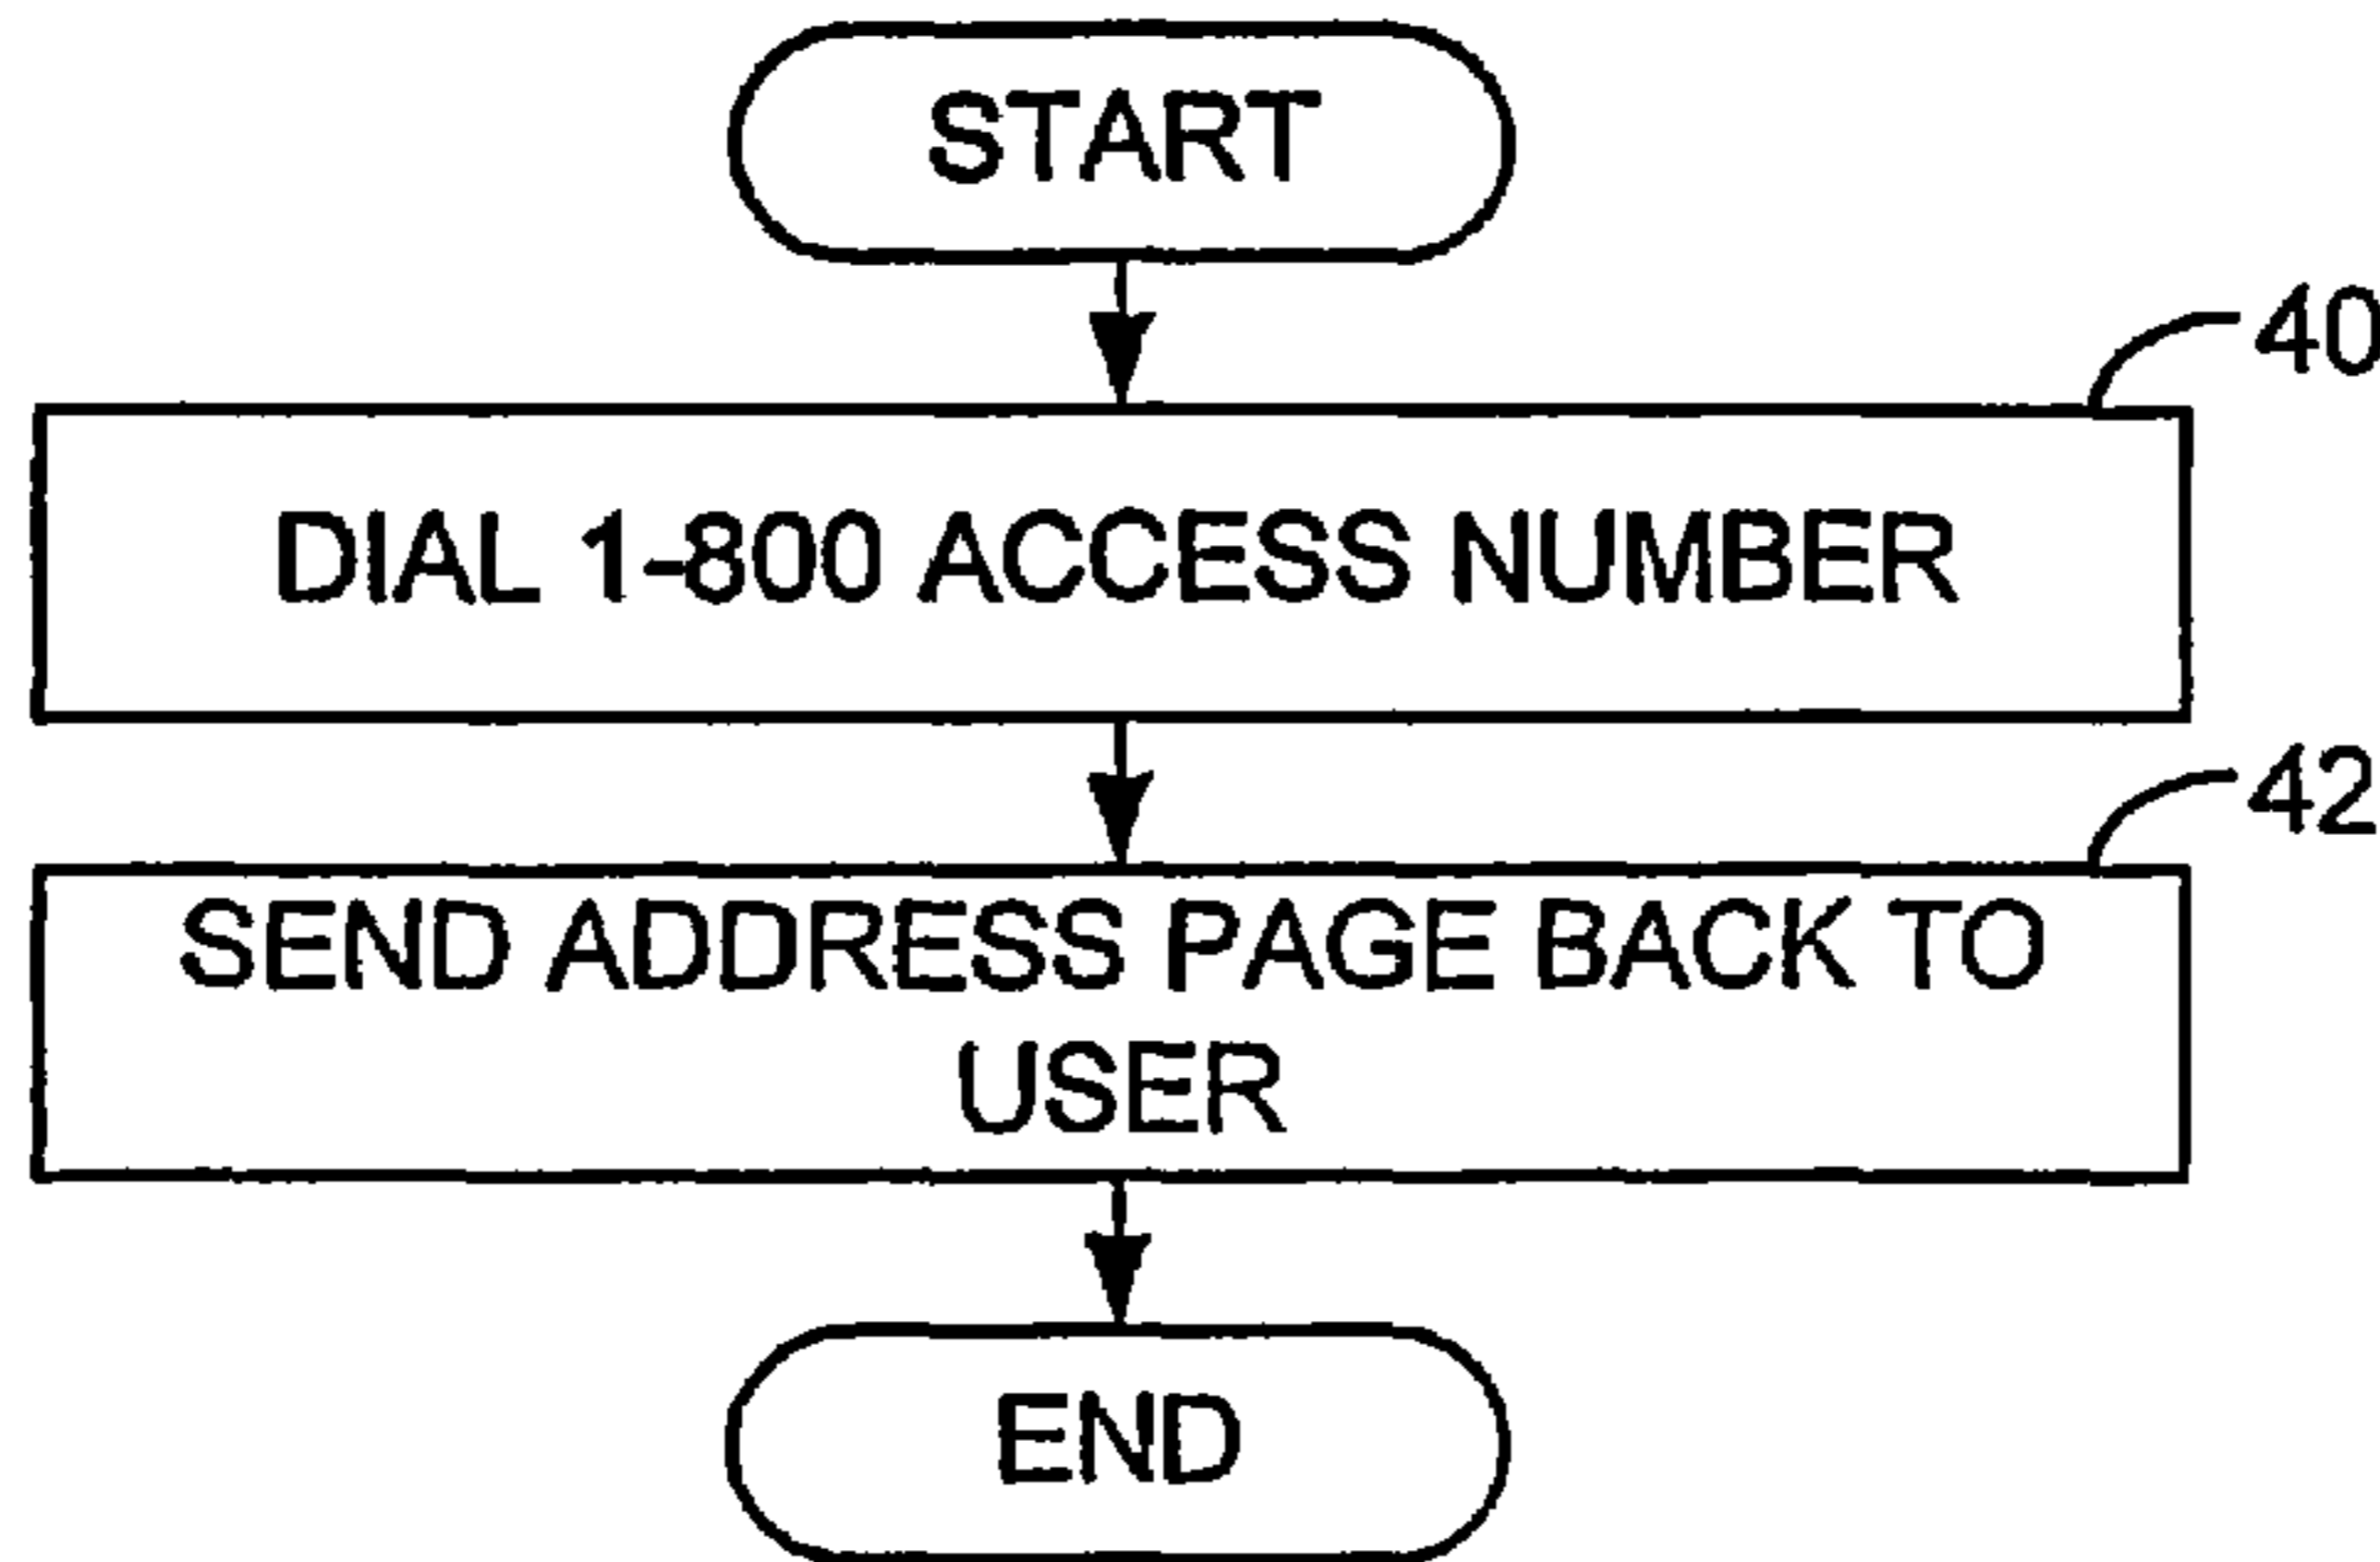 START
40
DIAL 1-800 ACCESS NUMBER
42
SEND ADDRESS PAGE BACK TO
USER
END